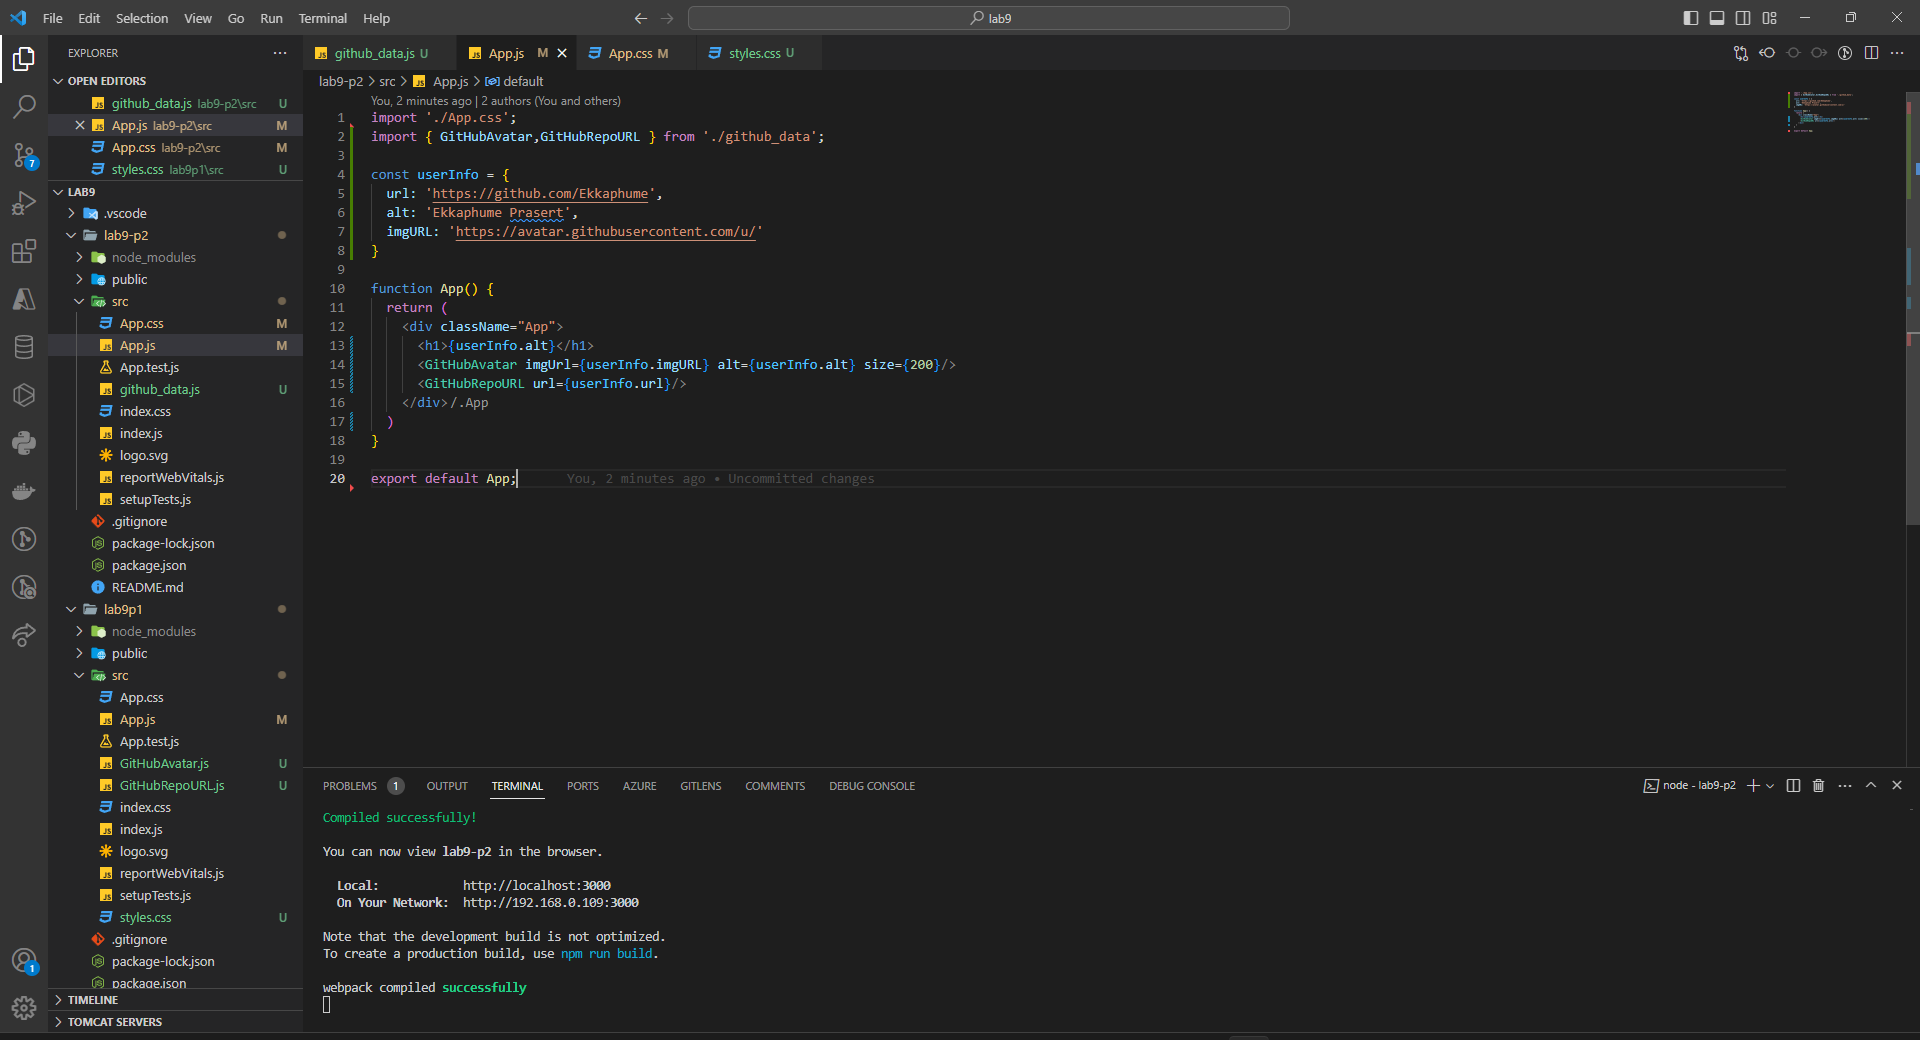 File Edit Selection View Go Run Terminal Help
lab9
EXPLORER
OPEN EDITORS
github_data.js lab9-p2\src U
App.js lab9-p2\src M
App.css lab9-p2\src M
styles.css lab9p1\src U
7
LAB9
.vscode
lab9-p2
node_modules
public
src
App.css M
App.js M
App.test.js
github_data.js U
index.css
index.js
logo.svg
reportWebVitals.js
setupTests.js
.gitignore
package-lock.json
package.json
README.md
lab9p1
node_modules
public
src
App.css
App.js M
App.test.js
GitHubAvatar.js U
GitHubRepoURL.js U
index.css
index.js
logo.svg
reportWebVitals.js
setupTests.js
styles.css U
.gitignore
package-lock.json
package.json
1
TIMELINE
TOMCAT SERVERS
github_data.js U App.js M App.css M styles.css U
lab9-p2 > src > App.js > default
You, 2 minutes ago | 2 authors (You and others)
1 import './App.css';
2 import { GitHubAvatar,GitHubRepoURL } from './github_data';
3
4 const userInfo = {
5 url: 'https://github.com/Ekkaphume',
6 alt: 'Ekkaphume Prasert',
7 imgURL: 'https://avatar.githubusercontent.com/u/'
8 }
9
10 function App() {
11 return (
12 <div className="App">
13 <h1>{userInfo.alt}</h1>
14 <GitHubAvatar imgUrl={userInfo.imgURL} alt={userInfo.alt} size={200}/>
15 <GitHubRepoURL url={userInfo.url}/>
16 </div>/.App
17 )
18 }
19
20 export default App; You, 2 minutes ago • Uncommitted changes
PROBLEMS 1 OUTPUT TERMINAL PORTS AZURE GITLENS COMMENTS DEBUG CONSOLE
node - lab9-p2
Compiled successfully!
You can now view lab9-p2 in the browser.
Local: http://localhost:3000
On Your Network: http://192.168.0.109:3000
Note that the development build is not optimized.
To create a production build, use npm run build.
webpack compiled successfully